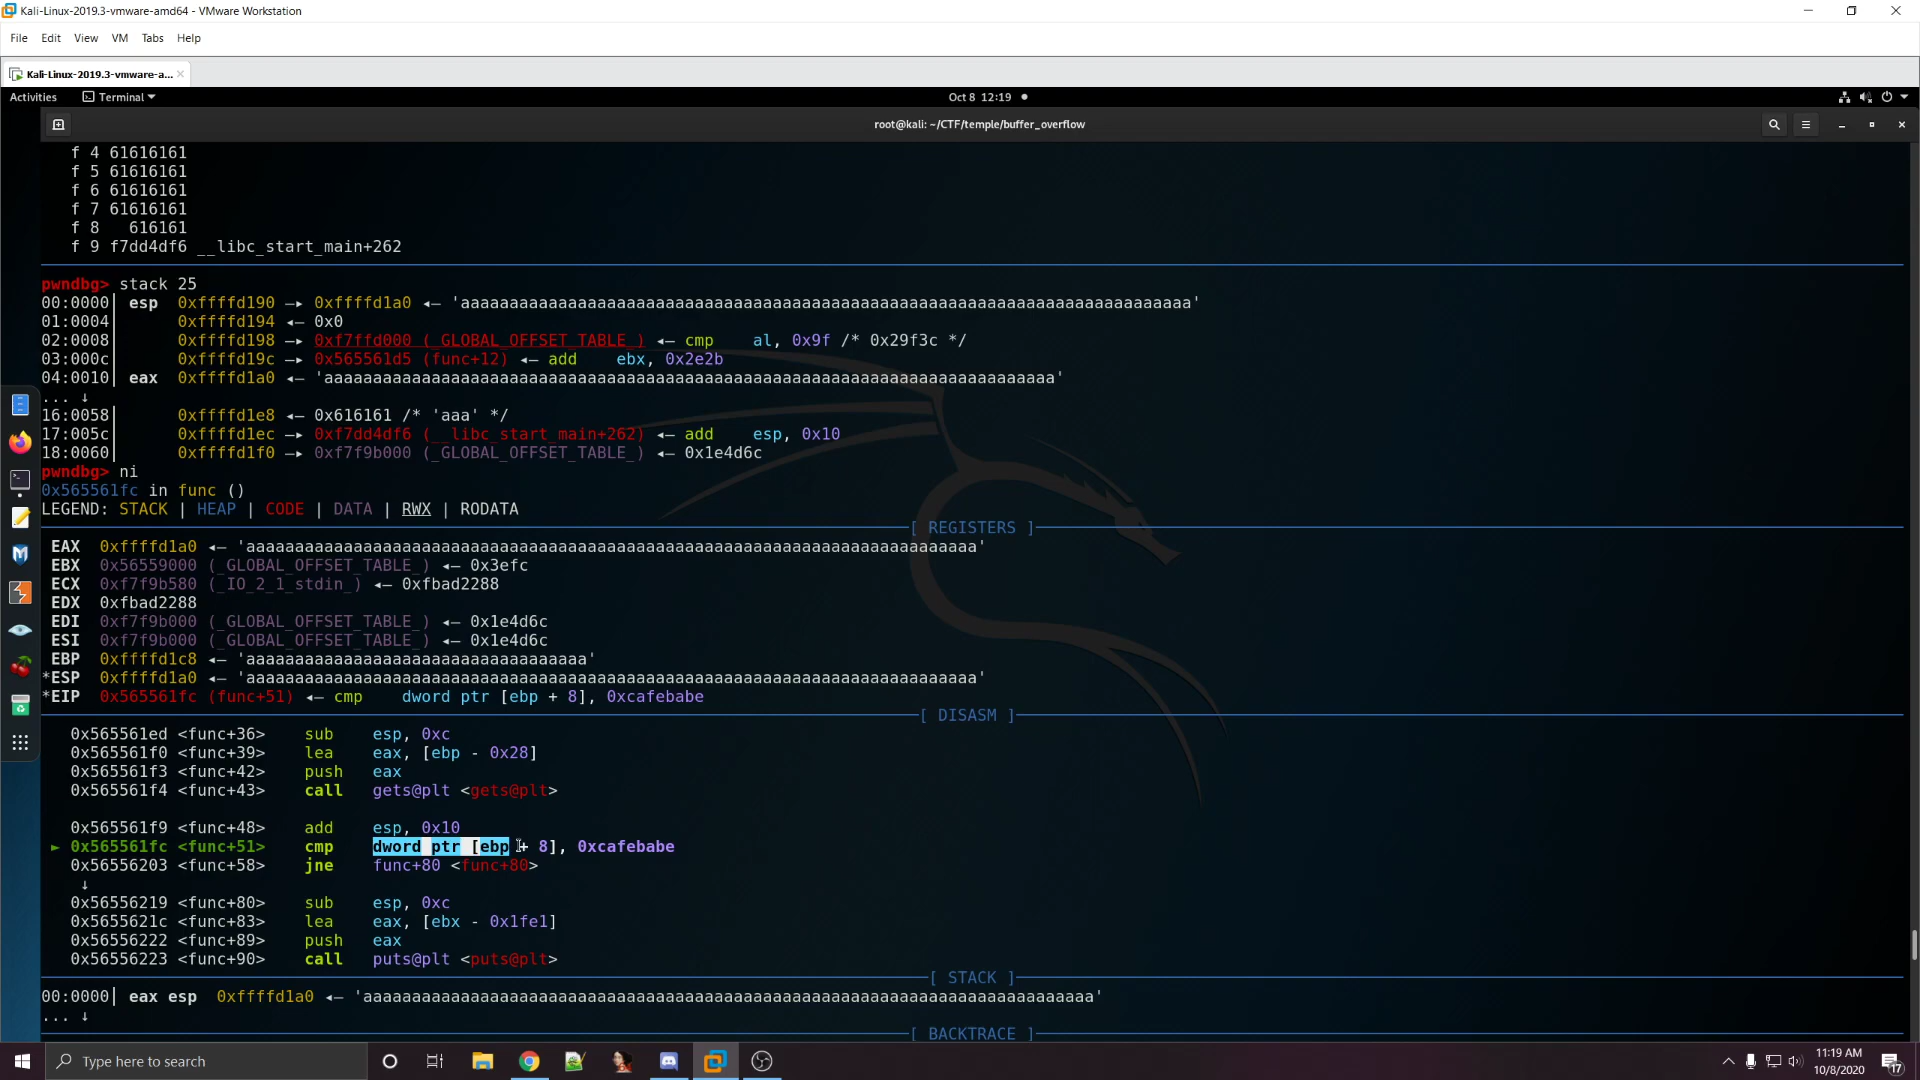 Kali-Linux-2019.3-vmware-amd64 - VMware Workstation
File Edit View VM Tabs Help
Kali-Linux-2019.3-vmware-a...
Activities Terminal Oct 8 12:19
root@kali: ~/CTF/temple/buffer_overflow
f 4 61616161
f 5 61616161
f 6 61616161
f 7 61616161
f 8 616161
f 9 f7dd4df6 __libc_start_main+262
pwndbg> stack 25
00:0000│ esp 0xffffd190 —▸ 0xffffd1a0 ◂— 'aaaaaaaaaaaaaaaaaaaaaaaaaaaaaaaaaaaaaaaaaaaaaaaaaaaaaaaaaaaaaaaaaaaaaaaaaaa'
01:0004│ 0xffffd194 ◂— 0x0
02:0008│ 0xffffd198 —▸ 0xf7ffd000 (_GLOBAL_OFFSET_TABLE_) ◂— cmp al, 0x9f /* 0x29f3c */
03:000c│ 0xffffd19c —▸ 0x565561d5 (func+12) ◂— add ebx, 0x2e2b
04:0010│ eax 0xffffd1a0 ◂— 'aaaaaaaaaaaaaaaaaaaaaaaaaaaaaaaaaaaaaaaaaaaaaaaaaaaaaaaaaaaaaaaaaaaaaaaaaaa'
... ↓
16:0058│ 0xffffd1e8 ◂— 0x616161 /* 'aaa' */
17:005c│ 0xffffd1ec —▸ 0xf7dd4df6 (__libc_start_main+262) ◂— add esp, 0x10
18:0060│ 0xffffd1f0 —▸ 0xf7f9b000 (_GLOBAL_OFFSET_TABLE_) ◂— 0x1e4d6c
pwndbg> ni
0x565561fc in func ()
LEGEND: STACK | HEAP | CODE | DATA | RWX | RODATA
[ REGISTERS ]
EAX 0xffffd1a0 ◂— 'aaaaaaaaaaaaaaaaaaaaaaaaaaaaaaaaaaaaaaaaaaaaaaaaaaaaaaaaaaaaaaaaaaaaaaaaaaa'
EBX 0x56559000 (_GLOBAL_OFFSET_TABLE_) ◂— 0x3efc
ECX 0xf7f9b580 (_IO_2_1_stdin_) ◂— 0xfbad2288
EDX 0xfbad2288
EDI 0xf7f9b000 (_GLOBAL_OFFSET_TABLE_) ◂— 0x1e4d6c
ESI 0xf7f9b000 (_GLOBAL_OFFSET_TABLE_) ◂— 0x1e4d6c
EBP 0xffffd1c8 ◂— 'aaaaaaaaaaaaaaaaaaaaaaaaaaaaaaaaaaa'
*ESP 0xffffd1a0 ◂— 'aaaaaaaaaaaaaaaaaaaaaaaaaaaaaaaaaaaaaaaaaaaaaaaaaaaaaaaaaaaaaaaaaaaaaaaaaaa'
*EIP 0x565561fc (func+51) ◂— cmp dword ptr [ebp + 8], 0xcafebabe
[ DISASM ]
0x565561ed <func+36> sub esp, 0xc
0x565561f0 <func+39> lea eax, [ebp - 0x28]
0x565561f3 <func+42> push eax
0x565561f4 <func+43> call gets@plt <gets@plt>
0x565561f9 <func+48> add esp, 0x10
► 0x565561fc <func+51> cmp dword ptr [ebp + 8], 0xcafebabe
0x56556203 <func+58> jne func+80 <func+80>
↓
0x56556219 <func+80> sub esp, 0xc
0x5655621c <func+83> lea eax, [ebx - 0x1fe1]
0x56556222 <func+89> push eax
0x56556223 <func+90> call puts@plt <puts@plt>
[ STACK ]
00:0000│ eax esp 0xffffd1a0 ◂— 'aaaaaaaaaaaaaaaaaaaaaaaaaaaaaaaaaaaaaaaaaaaaaaaaaaaaaaaaaaaaaaaaaaaaaaaaaaa'
... ↓
[ BACKTRACE ]
Type here to search
11:19 AM
10/8/2020
17